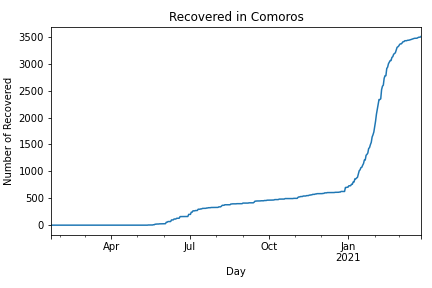 Recovered in Comoros
3500
3000
2500
2000
1500
1000
500
0
Number of Recovered
Apr
Jul
Oct
Jan
2021
Day